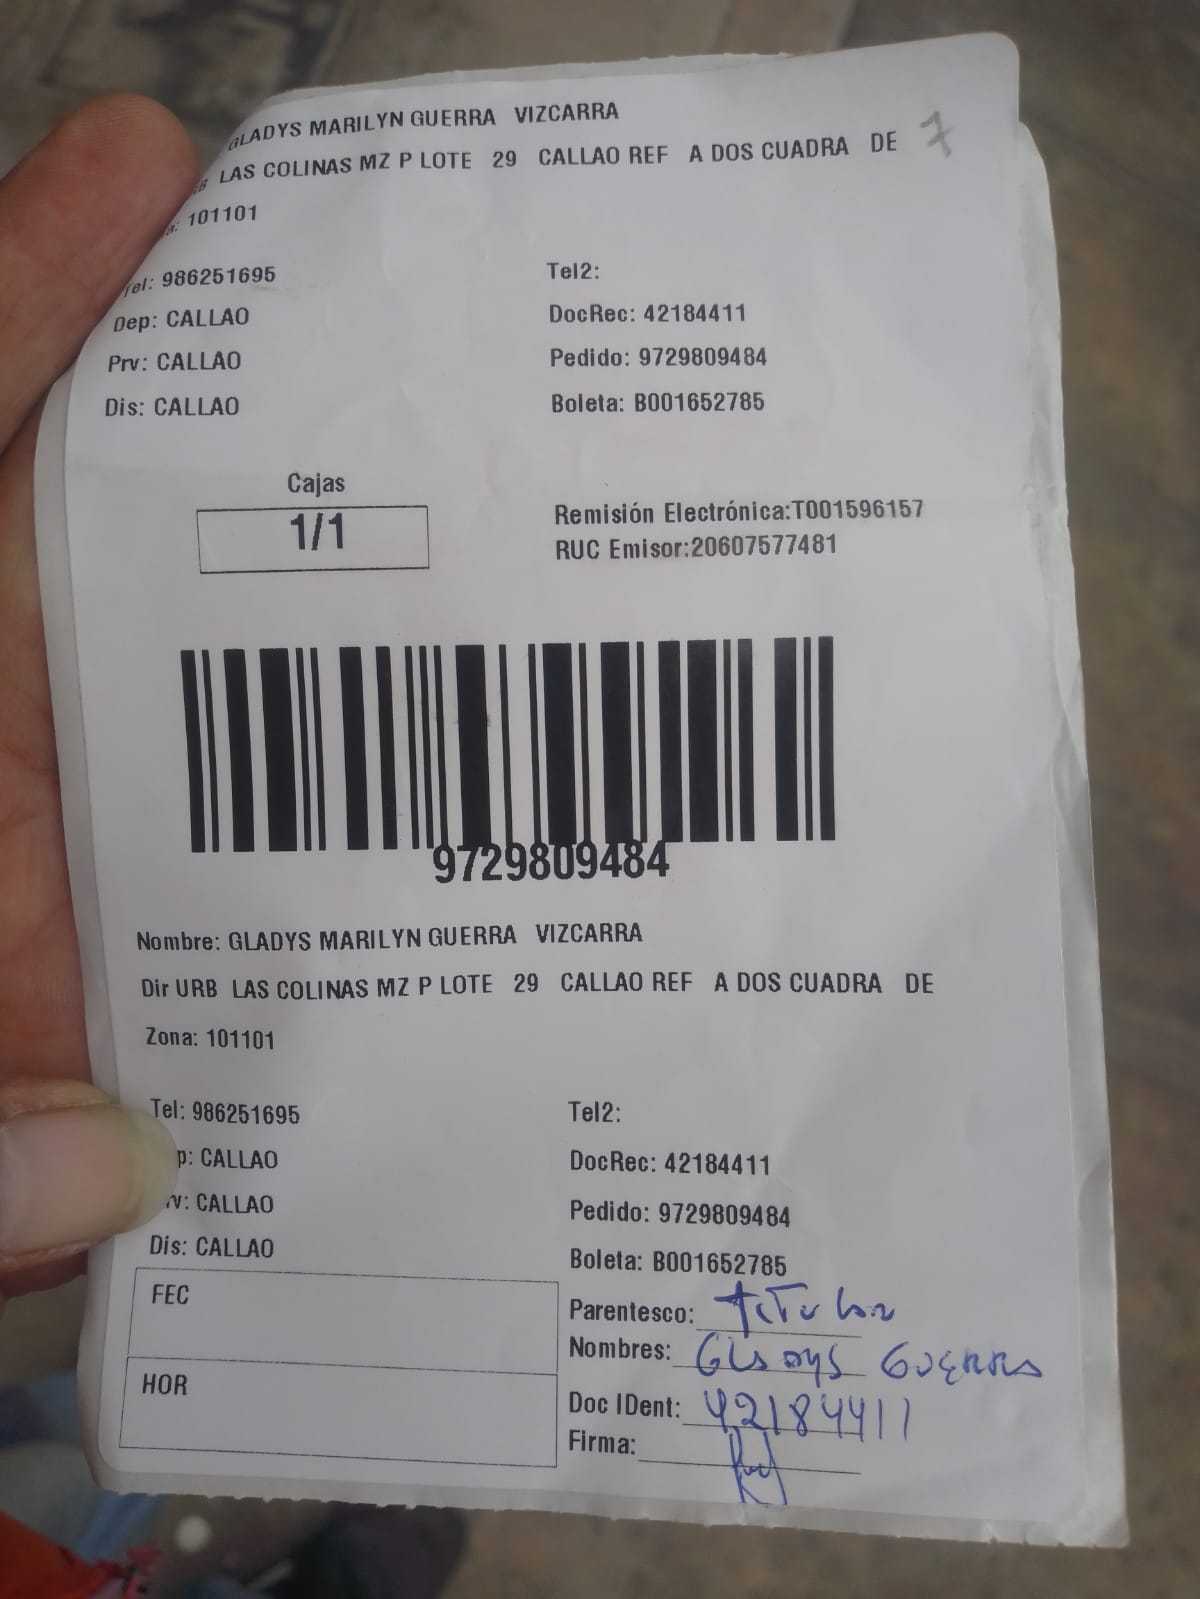 GLADYS MARILYN GUERRA VIZCARRA
LAS COLINAS MZ P LOTE 29 CALLAO REF A DOS CUADRA DE 7
101101
Tel: 986251695 Tel2:
Dep: CALLAO DocRec: 42184411
Prv: CALLAO Pedido: 9729809484
Dis: CALLAO Boleta: B001652785
Cajas
1/1
Remisión Electrónica:T001596157
RUC Emisor:20607577481
9729809484
Nombre: GLADYS MARILYN GUERRA VIZCARRA
Dir URB LAS COLINAS MZ P LOTE 29 CALLAO REF A DOS CUADRA DE
Zona: 101101
Tel: 986251695 Tel2:
p: CALLAO DocRec: 42184411
v: CALLAO Pedido: 9729809484
Dis: CALLAO Boleta: B001652785
FEC
HOR
Parentesco: titular
Nombres: Gladys Guerra
Doc IDent: 42184411
Firma: